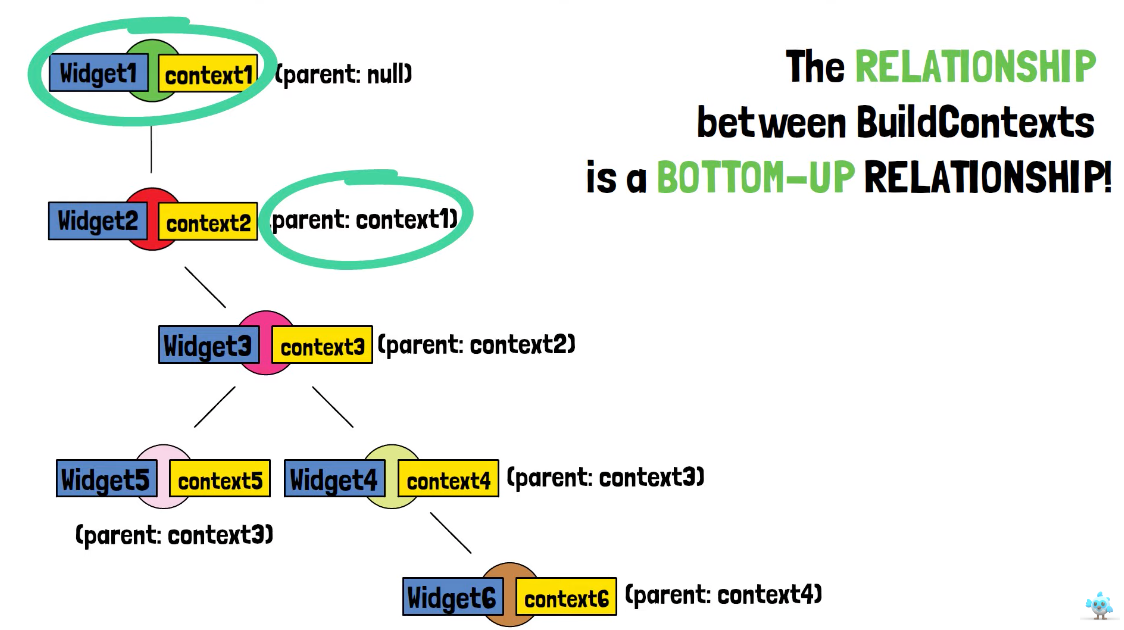 The RELATIONSHIP
between BuildContexts
is a BOTTOM-UP RELATIONSHIP!
Widget1 context1 (parent: null)
Widget2 context2 (parent: context1)
Widget3 context3 (parent: context2)
Widget5 context5 Widget4 context4 (parent: context3)
(parent: context3)
Widget6 context6 (parent: context4)